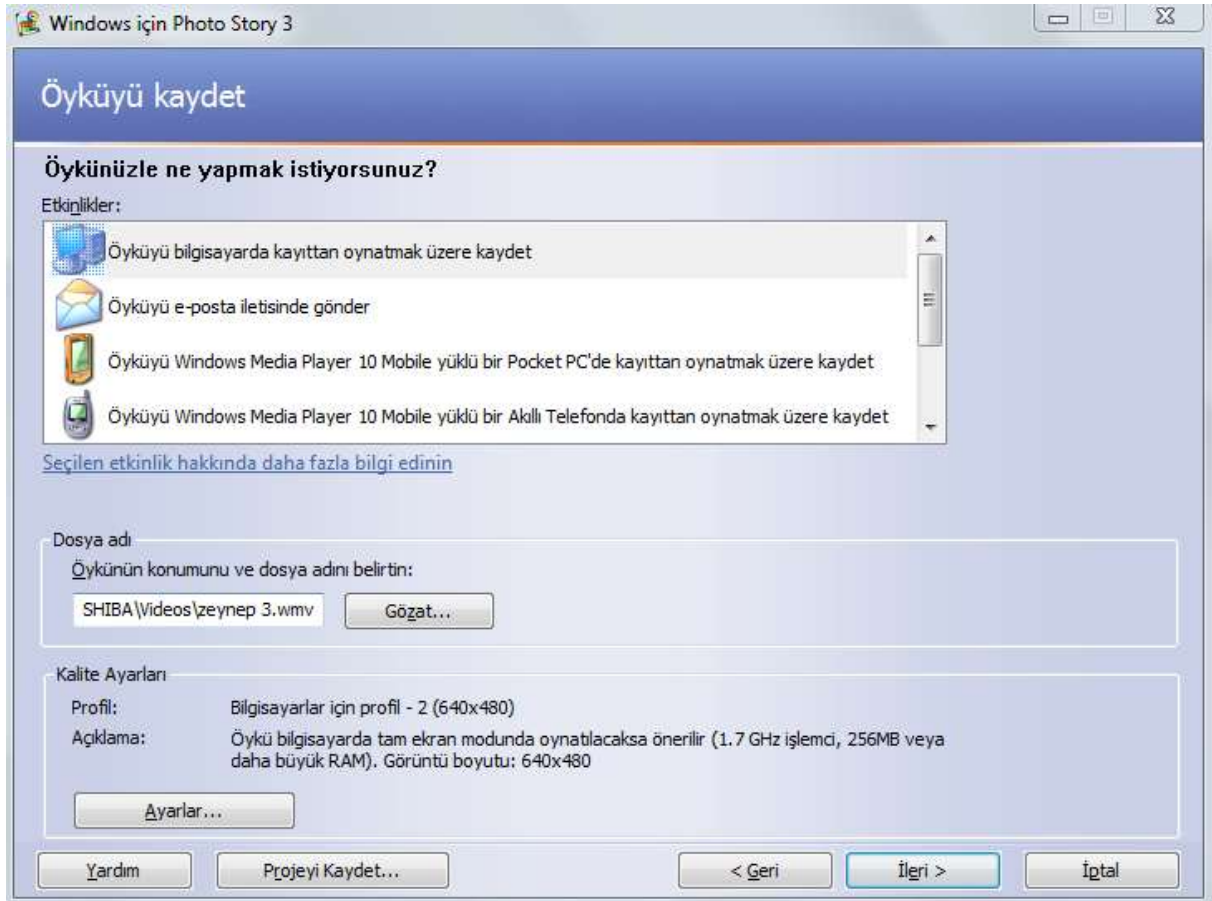 Windows için Photo Story 3
Öyküyü kaydet
Öykünüzle ne yapmak istiyorsunuz?
Etkinlikler:
Öyküyü bilgisayarda kayıttan oynatmak üzere kaydet
Öyküyü e-posta iletisinde gönder
Öyküyü Windows Media Player 10 Mobile yüklü bir Pocket PC'de kayıttan oynatmak üzere kaydet
Öyküyü Windows Media Player 10 Mobile yüklü bir Akıllı Telefonda kayıttan oynatmak üzere kaydet
Seçilen etkinlik hakkında daha fazla bilgi edinin
Dosya adı
Öykünün konumunu ve dosya adını belirtin:
SHIBA\Videos\zeynep 3.wmv Gözat...
Kalite Ayarları
Profil: Bilgisayarlar için profil - 2 (640x480)
Açıklama: Öykü bilgisayarda tam ekran modunda oynatılacaksa önerilir (1.7 GHz işlemci, 256MB veya
daha büyük RAM). Görüntü boyutu: 640x480
Ayarlar...
Yardım Projeyi Kaydet... < Geri İleri > İptal